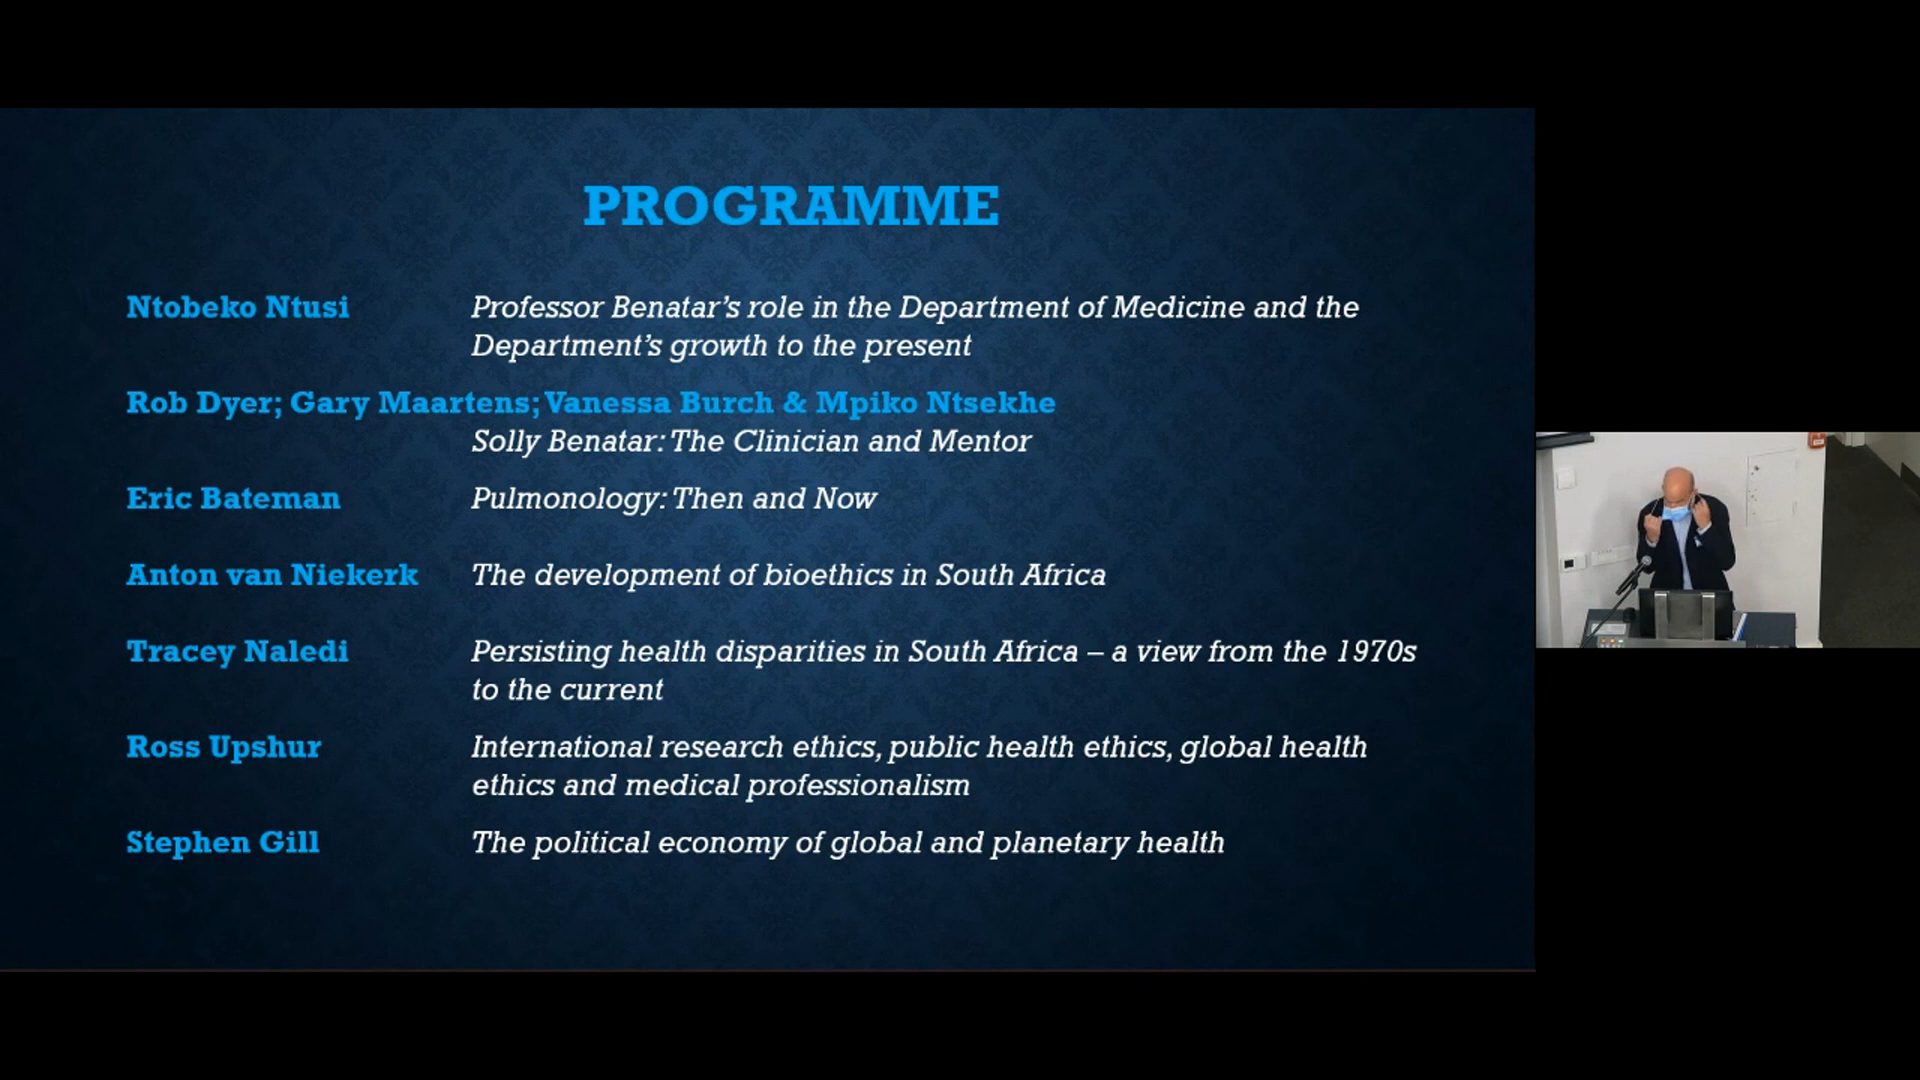 PROGRAMME
Ntobeko Ntusi Professor Benatar’s role in the Department of Medicine and the
Department’s growth to the present
Rob Dyer; Gary Maartens; Vanessa Burch & Mpiko Ntsekhe
Solly Benatar: The Clinician and Mentor
Eric Bateman Pulmonology: Then and Now
Anton van Niekerk The development of bioethics in South Africa
Tracey Naledi Persisting health disparities in South Africa – a view from the 1970s
to the current
Ross Upshur International research ethics, public health ethics, global health
ethics and medical professionalism
Stephen Gill The political economy of global and planetary health